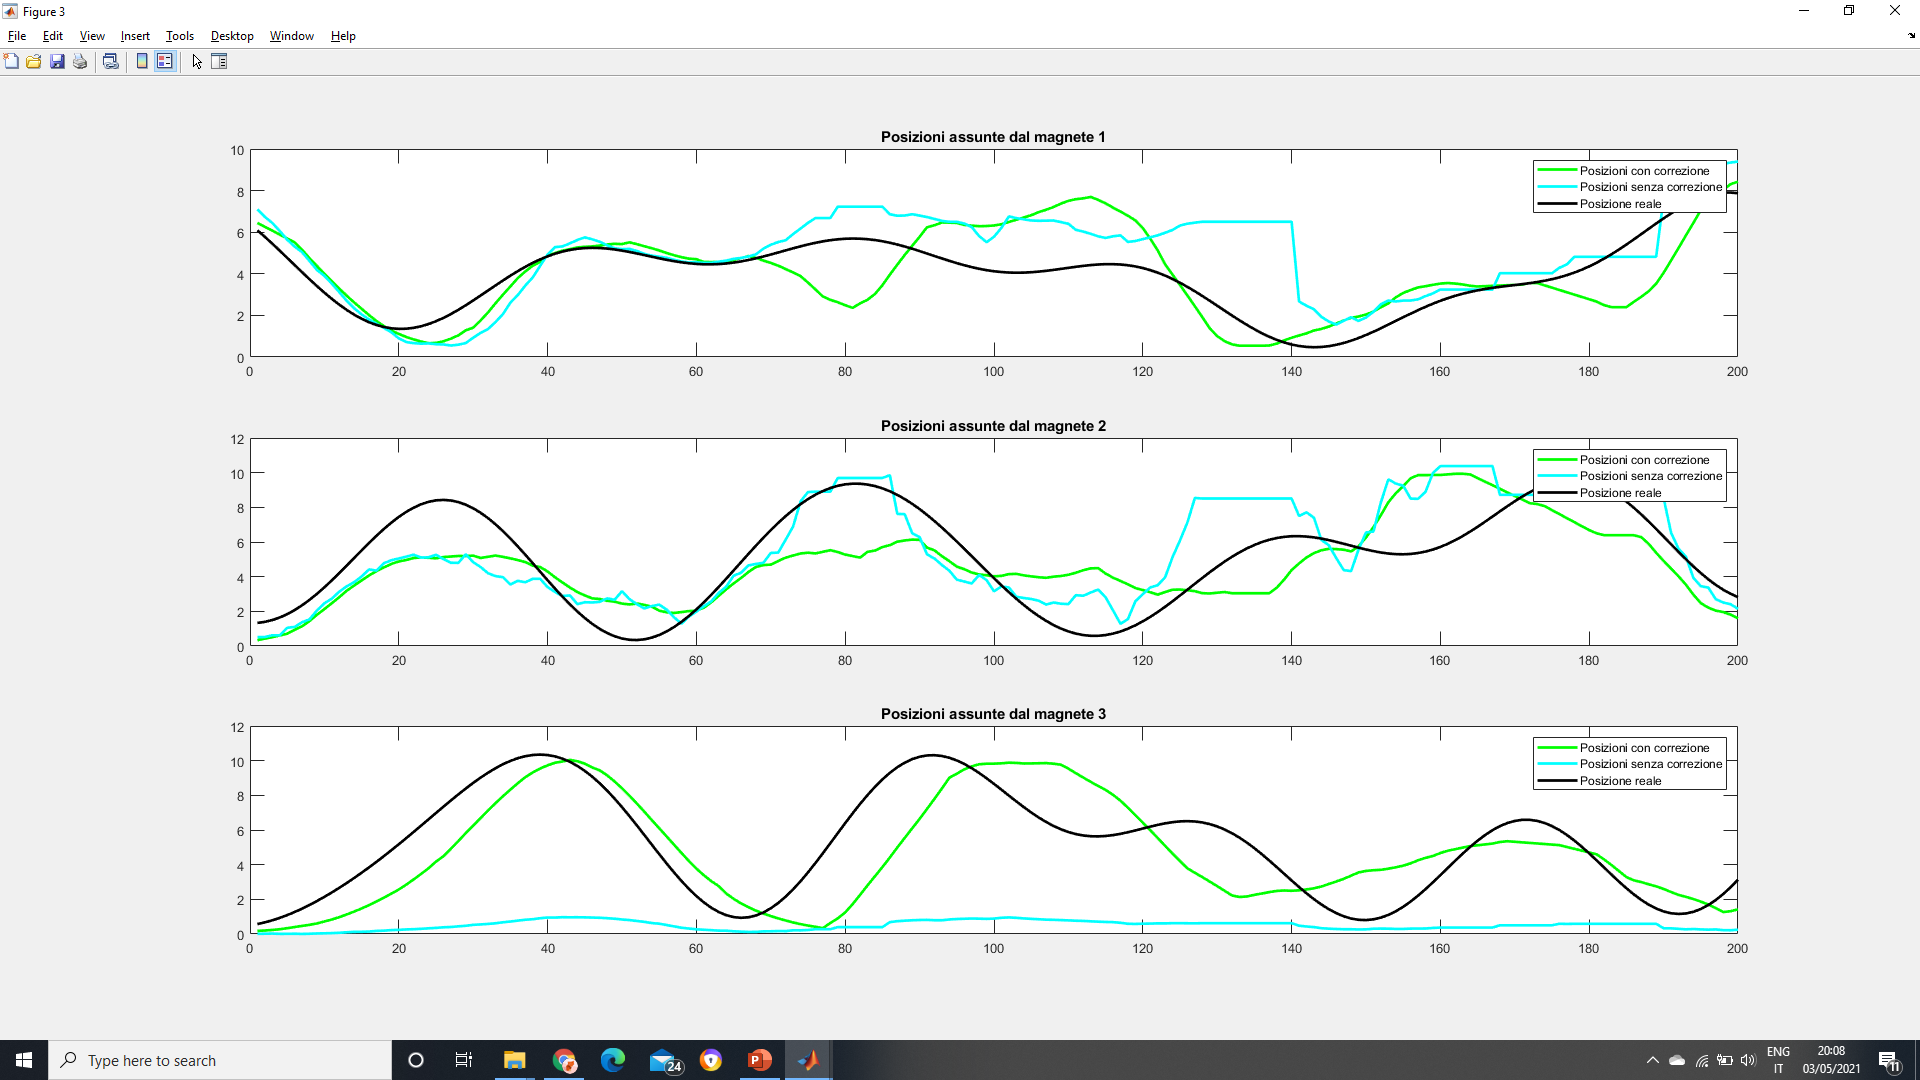 Figure 3
File Edit View Insert Tools Desktop Window Help
Posizioni assunte dal magnete 1
10
8
6
4
2
0
Posizioni con correzione
Posizioni senza correzione
Posizione reale
0 20 40 60 80 100 120 140 160 180 200
Posizioni assunte dal magnete 2
12
10
8
6
4
2
0
Posizioni con correzione
Posizioni senza correzione
Posizione reale
0 20 40 60 80 100 120 140 160 180 200
Posizioni assunte dal magnete 3
12
10
8
6
4
2
0
Posizioni con correzione
Posizioni senza correzione
Posizione reale
0 20 40 60 80 100 120 140 160 180 200
Type here to search
24
P
ENG
IT
20:08
03/05/2021
11